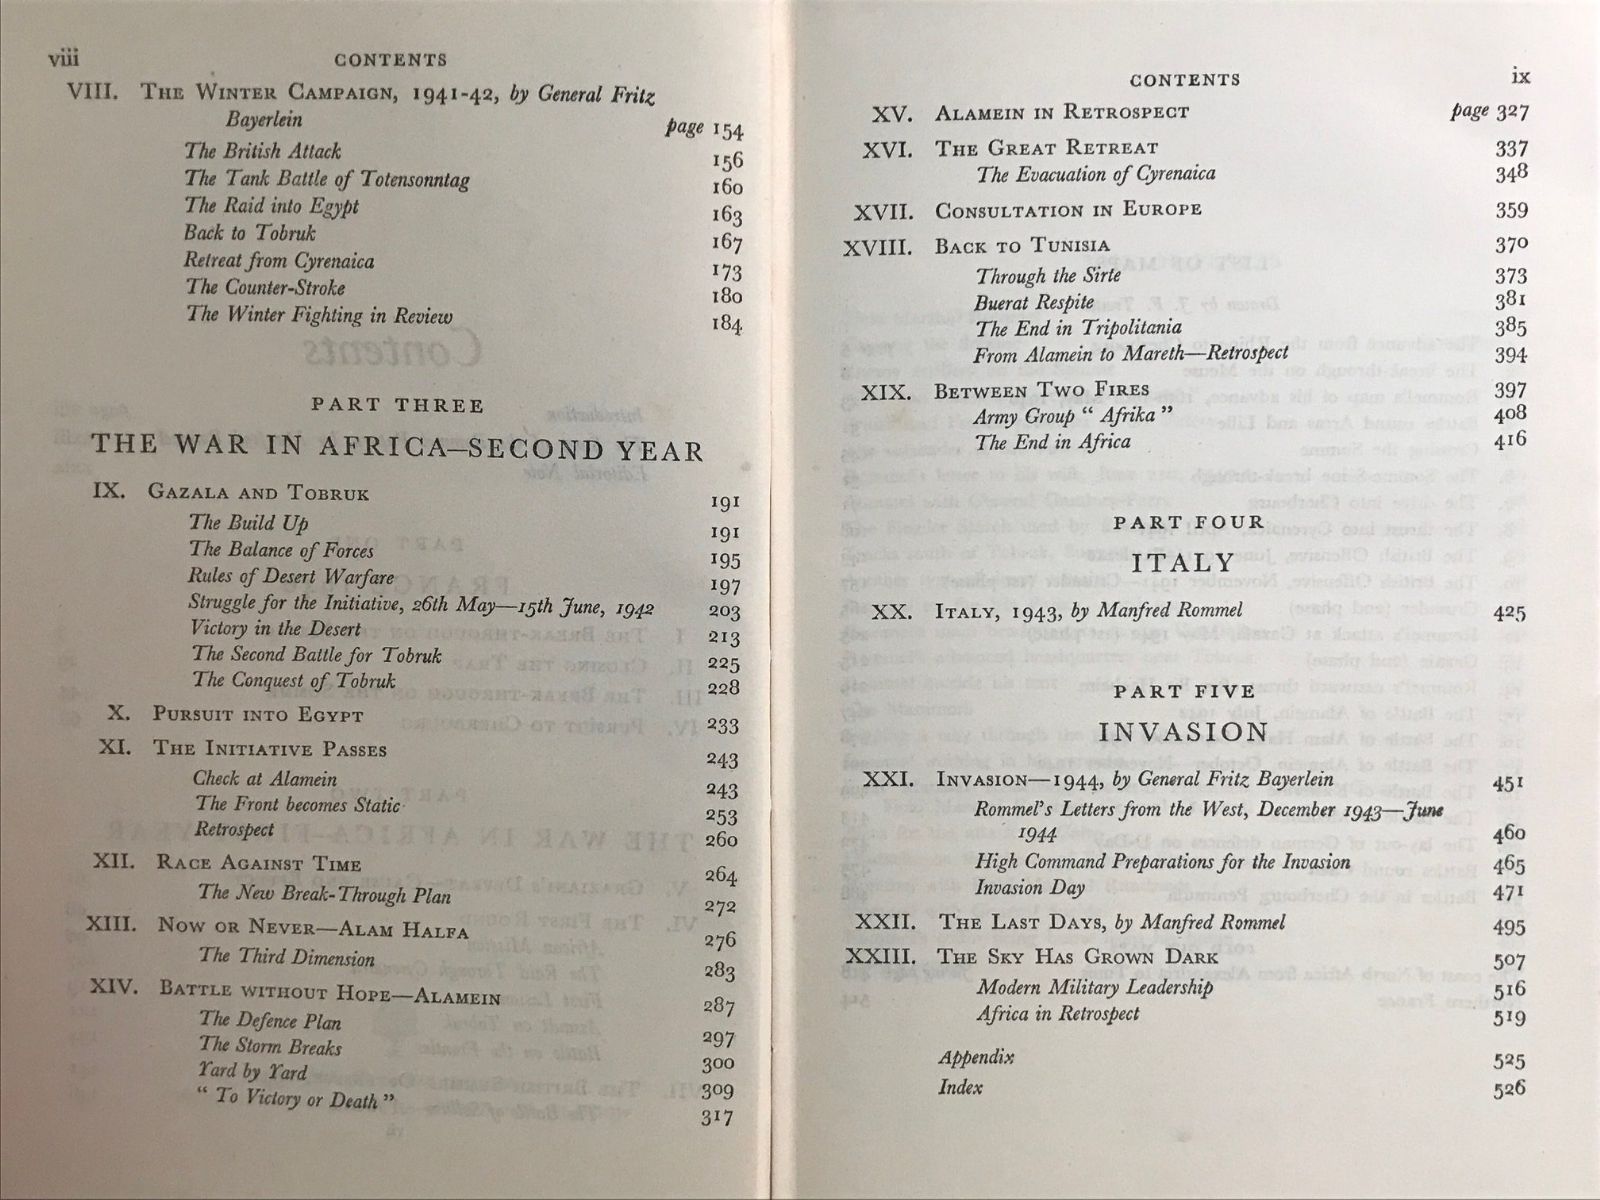 viii CONTENTS
VIII. THE WINTER CAMPAIGN, 1941-42, by General Fritz
Bayerlein page 154
The British Attack 156
The Tank Battle of Totensonntag 160
The Raid into Egypt 163
Back to Tobruk 167
Retreat from Cyrenaica 173
The Counter-Stroke 180
The Winter Fighting in Review 184
PART THREE
THE WAR IN AFRICA—SECOND YEAR
IX. GAZALA AND TOBRUK 191
The Build Up 191
The Balance of Forces 195
Rules of Desert Warfare 197
Struggle for the Initiative, 26th May—15th June, 1942 203
Victory in the Desert 213
The Second Battle for Tobruk 225
The Conquest of Tobruk 228
X. PURSUIT INTO EGYPT 233
XI. THE INITIATIVE PASSES 243
Check at Alamein 243
The Front becomes Static 253
Retrospect 260
XII. RACE AGAINST TIME 264
The New Break-Through Plan 272
XIII. NOW OR NEVER—ALAM HALFA 276
The Third Dimension 283
XIV. BATTLE WITHOUT HOPE—ALAMEIN 287
The Defence Plan 297
The Storm Breaks 300
Yard by Yard 309
“ To Victory or Death ” 317
CONTENTS ix
XV. ALAMEIN IN RETROSPECT page 327
XVI. THE GREAT RETREAT 337
The Evacuation of Cyrenaica 348
XVII. CONSULTATION IN EUROPE 359
XVIII. BACK TO TUNISIA 370
Through the Sirte 373
Buerat Respite 381
The End in Tripolitania 385
From Alamein to Mareth—Retrospect 394
XIX. BETWEEN TWO FIRES 397
Army Group “ Afrika ” 408
The End in Africa 416
PART FOUR
ITALY
XX. ITALY, 1943, by Manfred Rommel 425
PART FIVE
INVASION
XXI. INVASION—1944, by General Fritz Bayerlein 451
Rommel's Letters from the West, December 1943—June
1944 460
High Command Preparations for the Invasion 465
Invasion Day 471
XXII. THE LAST DAYS, by Manfred Rommel 495
XXIII. THE SKY HAS GROWN DARK 507
Modern Military Leadership 516
Africa in Retrospect 519
Appendix 525
Index 526